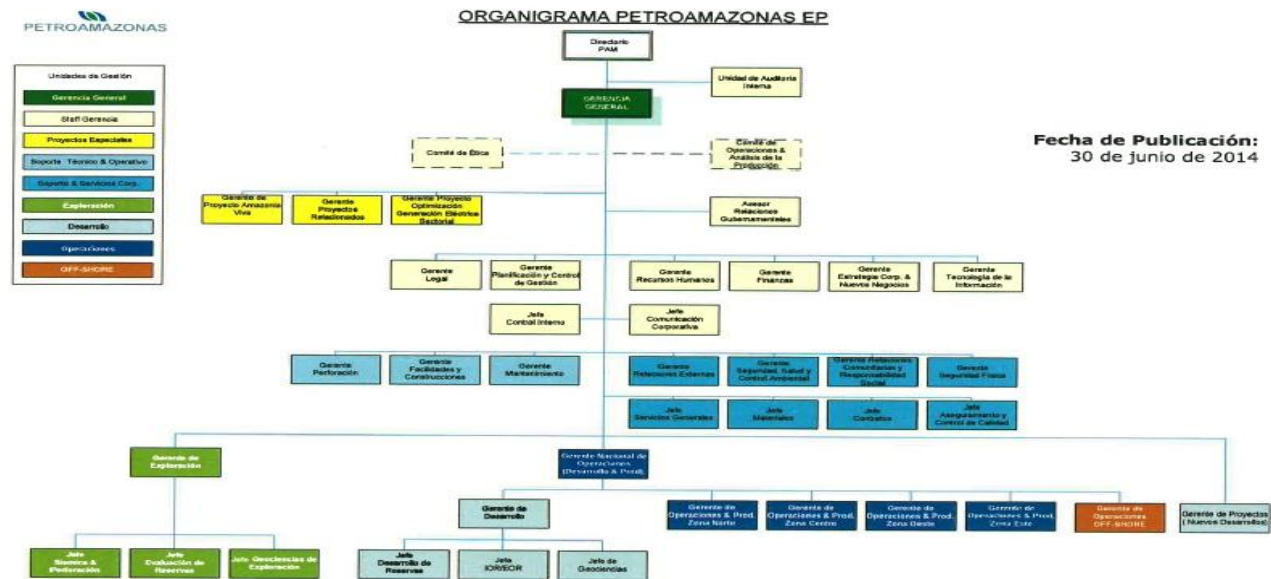 ORGANIGRAMA PETROAMAZONAS EP
PETROAMAZONAS
Directorio
PAM
Unidades de Gestión
Gerencia General
Staff Gerencia
Proyectos Especiales
Soporte Técnico & Operativo
Soporte & Servicios Corp.
Exploración
Desarrollo
Operaciones
OFF-SHORE
Unidad de Auditoria
Interna
GERENCIA
GENERAL
Fecha de Publicación:
30 de junio de 2014
Comité de Ética
Comité de
Operaciones &
Análisis de la
Producción
Gerente de
Proyecto Amazonía
Viva
Gerente
Proyectos
Relacionados
Gerente Proyecto
Optimización
Generación Eléctrica
Sectorial
Asesor
Relaciones
Gubernamentales
Gerente
Legal
Gerente
Planificación y Control
de Gestión
Gerente
Recursos Humanos
Gerente
Finanzas
Gerente
Estrategia Corp. &
Nuevos Negocios
Gerente
Tecnología de la
Información
Jefe
Control Interno
Jefe
Comunicación
Corporativa
Gerente
Perforación
Gerente
Facilidades y
Construcciones
Gerente
Mantenimiento
Gerente
Relaciones Externas
Gerente
Seguridad, Salud y
Control Ambiental
Gerente Relaciones
Comunitarias y
Responsabilidad
Social
Gerente
Seguridad Física
Jefe
Servicios Generales
Jefe
Materiales
Jefe
Contratos
Jefe
Aseguramiento y
Control de Calidad
Gerente de
Exploración
Gerente Nacional de
Operaciones
(Desarrollo & Prod).
Gerente de
Desarrollo
Gerente de
Operaciones & Prod.
Zona Norte
Gerente de
Operaciones & Prod.
Zona Centro
Gerente de
Operaciones & Prod.
Zona Oeste
Gerente de
Operaciones & Prod.
Zona Este
Gerente de
Operaciones
OFF-SHORE
Gerente de Proyectos
( Nuevos Desarrollos)
Jefe
Sísmica &
Perforación
Jefe
Evaluación de
Reservas
Jefe Geociencias de
Exploración
Jefe
Desarrollo de
Reservas
Jefe
IOR/EOR
Jefe de
Geociencias